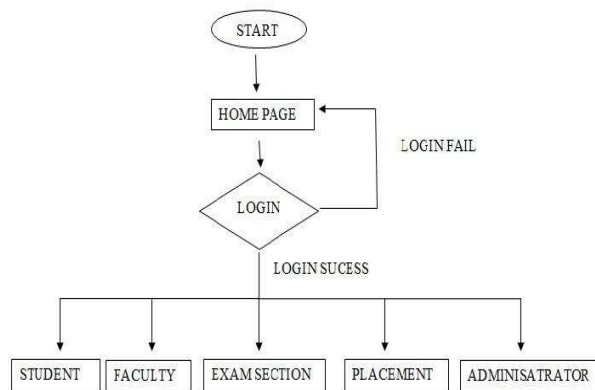 START
HOME PAGE
LOGIN FAIL
LOGIN
LOGIN SUCESS
STUDENT
FACULTY
EXAM SECTION
PLACEMENT
ADMINISATRATOR